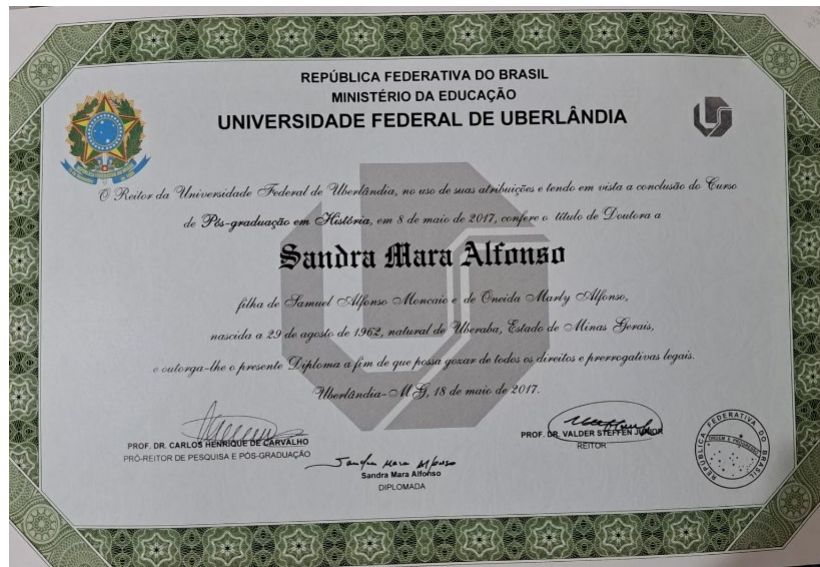 REPÚBLICA FEDERATIVA DO BRASIL
MINISTÉRIO DA EDUCAÇÃO
UNIVERSIDADE FEDERAL DE UBERLÂNDIA
O Reitor da Universidade Federal de Uberlândia, no uso de suas atribuições e tendo em vista a conclusão do Curso
de Pós-graduação em História, em 8 de maio de 2017, confere o título de Doutora a
Sandra Mara Alfonso
filha de Samuel Alfonso Moncaio e de Oneida Marly Alfonso,
nascida a 29 de agosto de 1962, natural de Uberaba, Estado de Minas Gerais,
e outorga-lhe o presente Diploma a fim de que possa gozar de todos os direitos e prerrogativas legais.
Uberlândia-MG, 18 de maio de 2017.
PROF. DR. CARLOS HENRIQUE DE CARVALHO
PRÓ-REITOR DE PESQUISA E PÓS-GRADUAÇÃO
PROF. DR. VALDER STEFFEN JÚNIOR
REITOR
Sandra Mara Alfonso
Sandra Mara Alfonso
DIPLOMADA
REPÚBLICA FEDERATIVA DO BRASIL
ORDEM E PROGRESSO